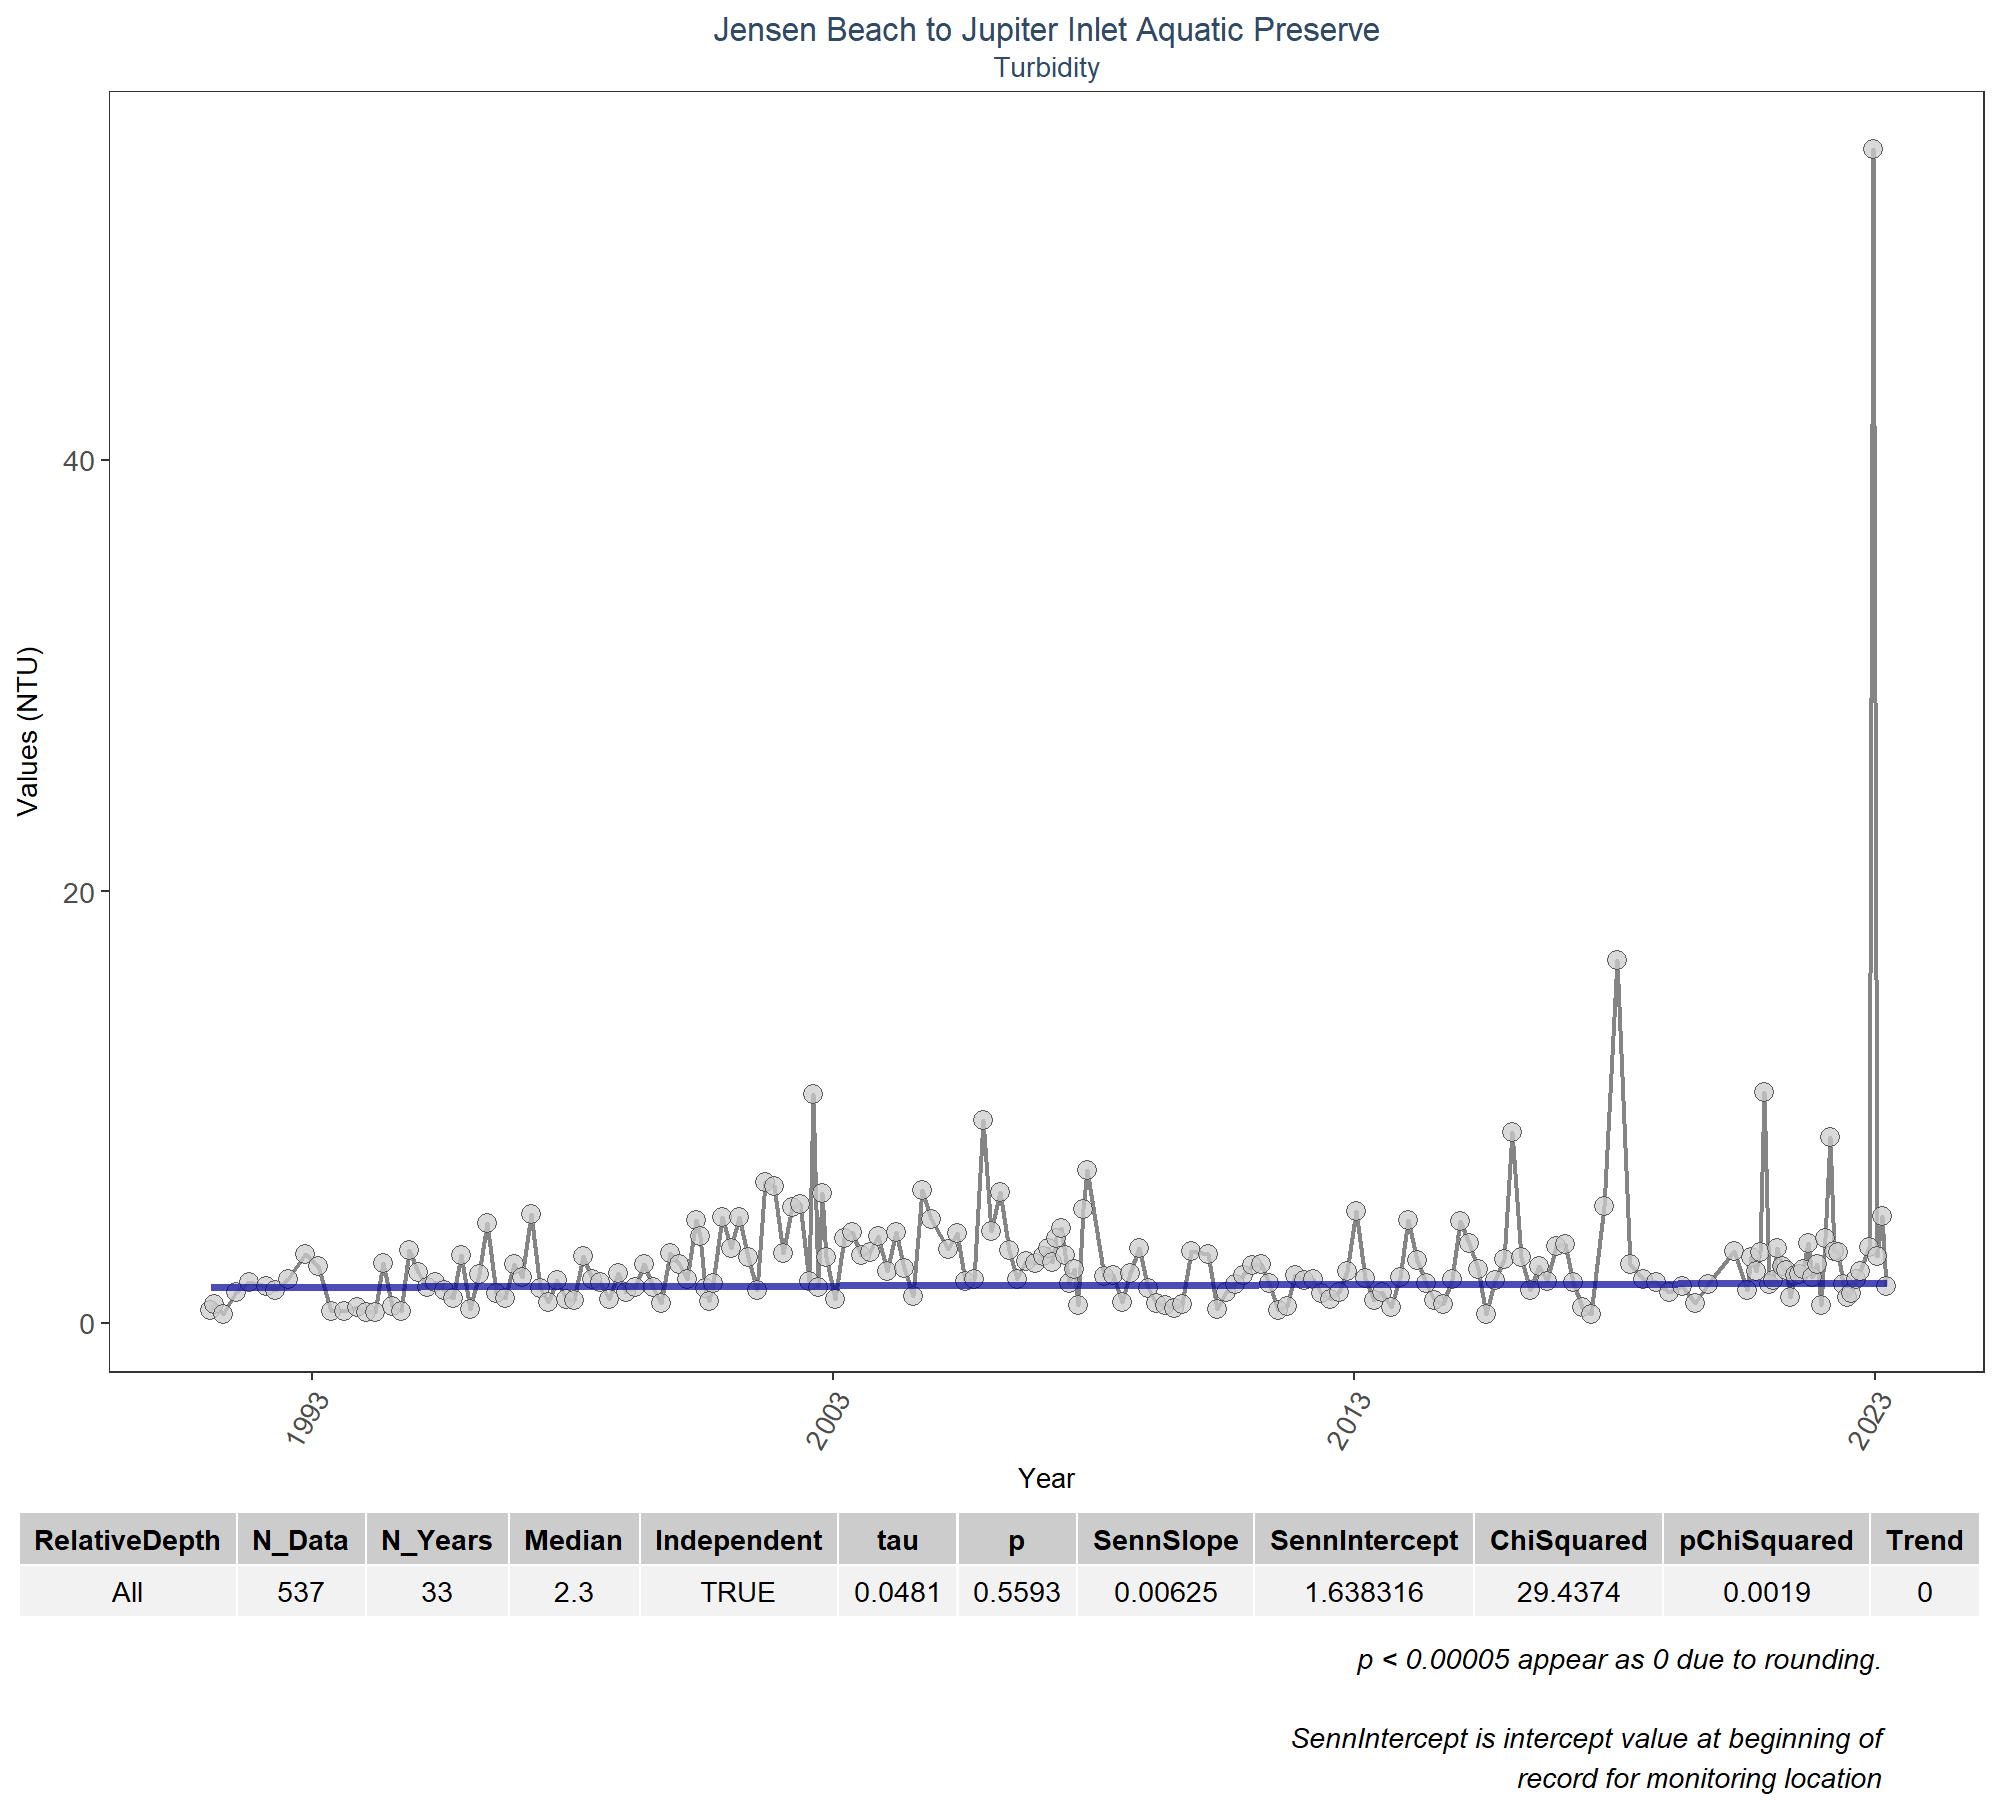 Jensen Beach to Jupiter Inlet Aquatic Preserve
Turbidity
Values (NTU)
40
20
0
1993
2003
2013
2023
Year
RelativeDepth N_Data N_Years Median Independent tau p SennSlope SennIntercept ChiSquared pChiSquared Trend
All 537 33 2.3 TRUE 0.0481 0.5593 0.00625 1.638316 29.4374 0.0019 0
p < 0.00005 appear as 0 due to rounding.
SennIntercept is intercept value at beginning of
record for monitoring location